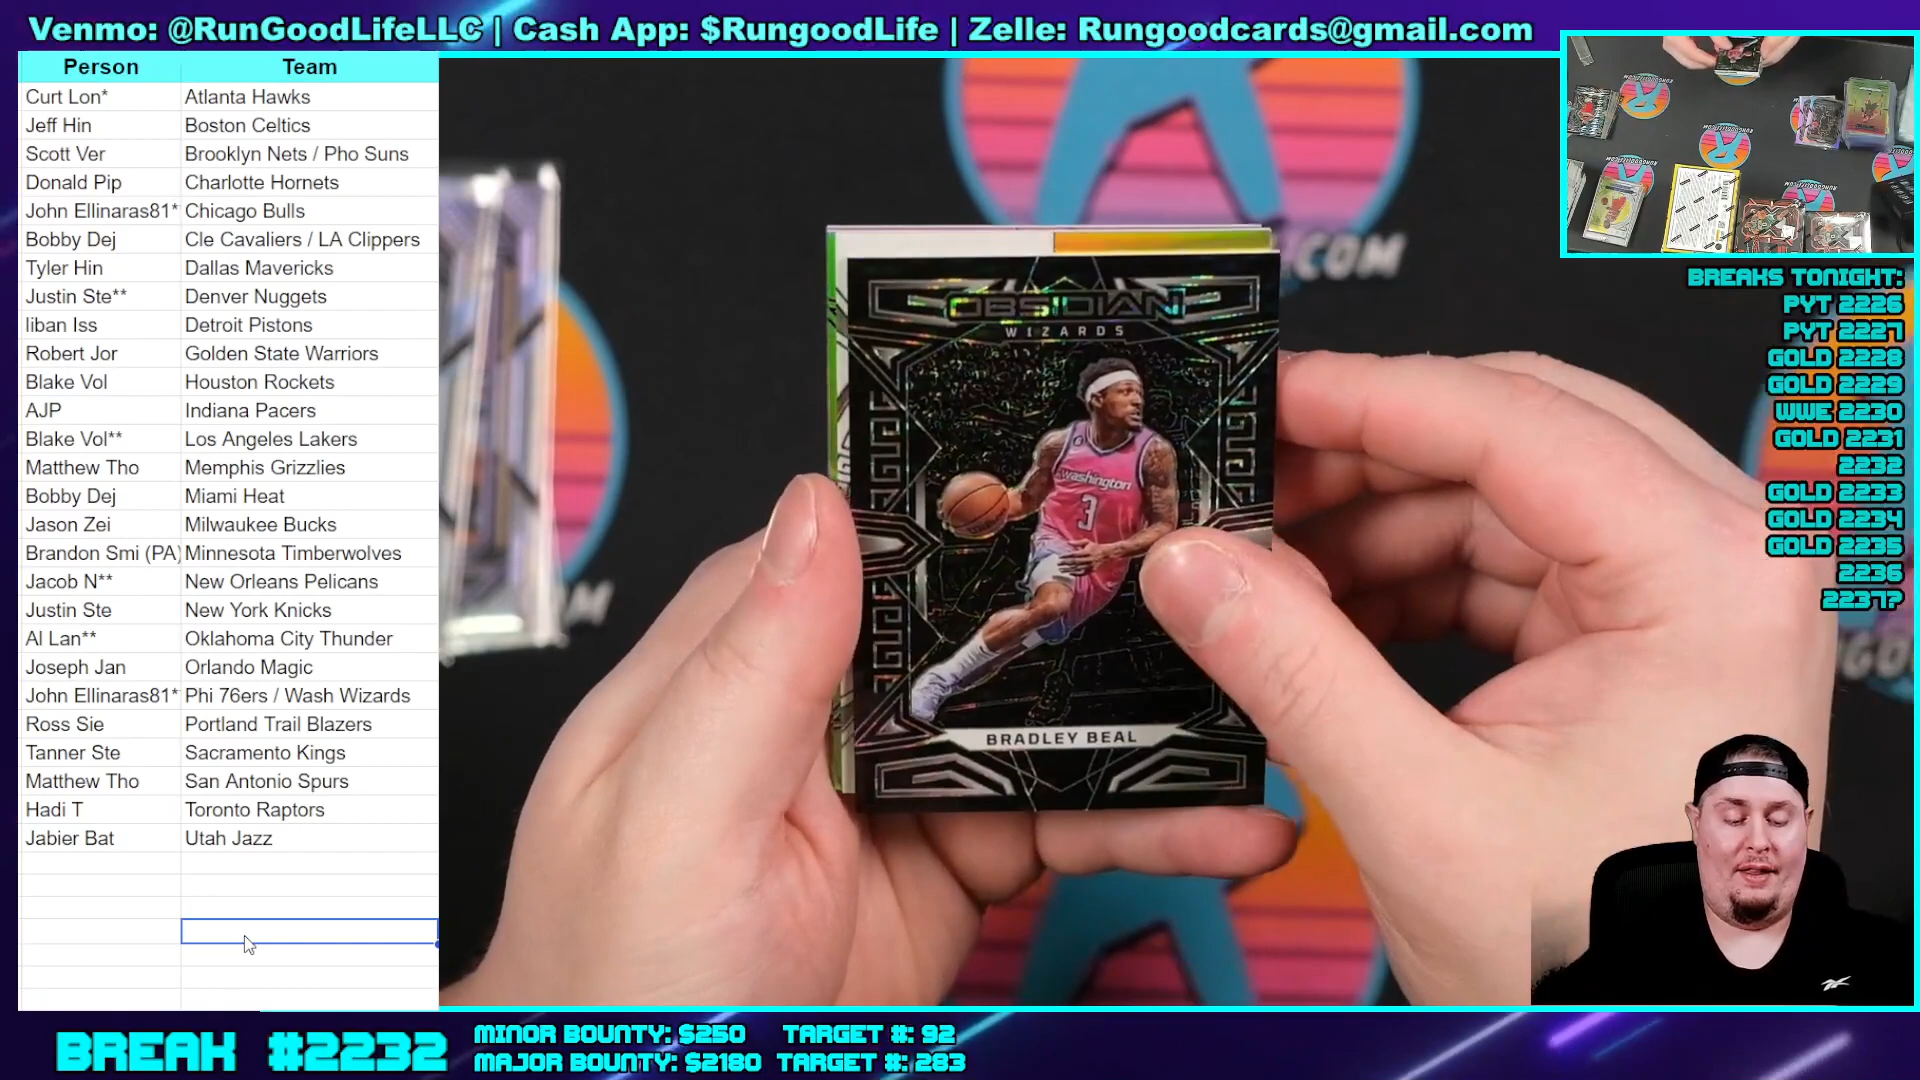 Venmo: @RunGoodLifeLLC | Cash App: $RungoodLife | Zelle: Rungoodcards@gmail.com
Person Team
Curt Lon* Atlanta Hawks
Jeff Hin Boston Celtics
Scott Ver Brooklyn Nets / Pho Suns
Donald Pip Charlotte Hornets
John Ellinaras81* Chicago Bulls
Bobby Dej Cle Cavaliers / LA Clippers
Tyler Hin Dallas Mavericks
Justin Ste** Denver Nuggets
liban Iss Detroit Pistons
Robert Jor Golden State Warriors
Blake Vol Houston Rockets
AJP Indiana Pacers
Blake Vol** Los Angeles Lakers
Matthew Tho Memphis Grizzlies
Bobby Dej Miami Heat
Jason Zei Milwaukee Bucks
Brandon Smi (PA) Minnesota Timberwolves
Jacob N** New Orleans Pelicans
Justin Ste New York Knicks
Al Lan** Oklahoma City Thunder
Joseph Jan Orlando Magic
John Ellinaras81* Phi 76ers / Wash Wizards
Ross Sie Portland Trail Blazers
Tanner Ste Sacramento Kings
Matthew Tho San Antonio Spurs
Hadi T Toronto Raptors
Jabier Bat Utah Jazz
OBSIDIAN
WIZARDS
washington
3
BRADLEY BEAL
.COM
BREAKS TONIGHT:
PYT 2226
PYT 2227
GOLD 2228
GOLD 2229
WWE 2230
GOLD 2231
2232
GOLD 2233
GOLD 2234
GOLD 2235
2236
2237?
BREAK #2232
MINOR BOUNTY: $250 TARGET #: 92
MAJOR BOUNTY: $2180 TARGET #: 283